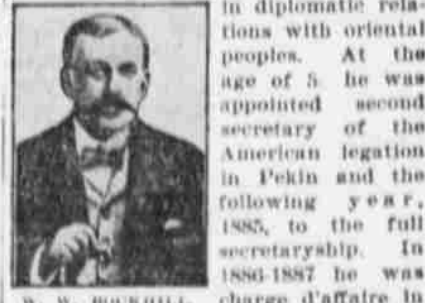 in diplomatic rela-
tions with oriental
peoples. At the
age of 5 he was
appointed second
secretary of the
American legation
in Pekin and the
following year,
1885, to the full
secretaryship. In
1886-1887 he was
charge d'affaire in